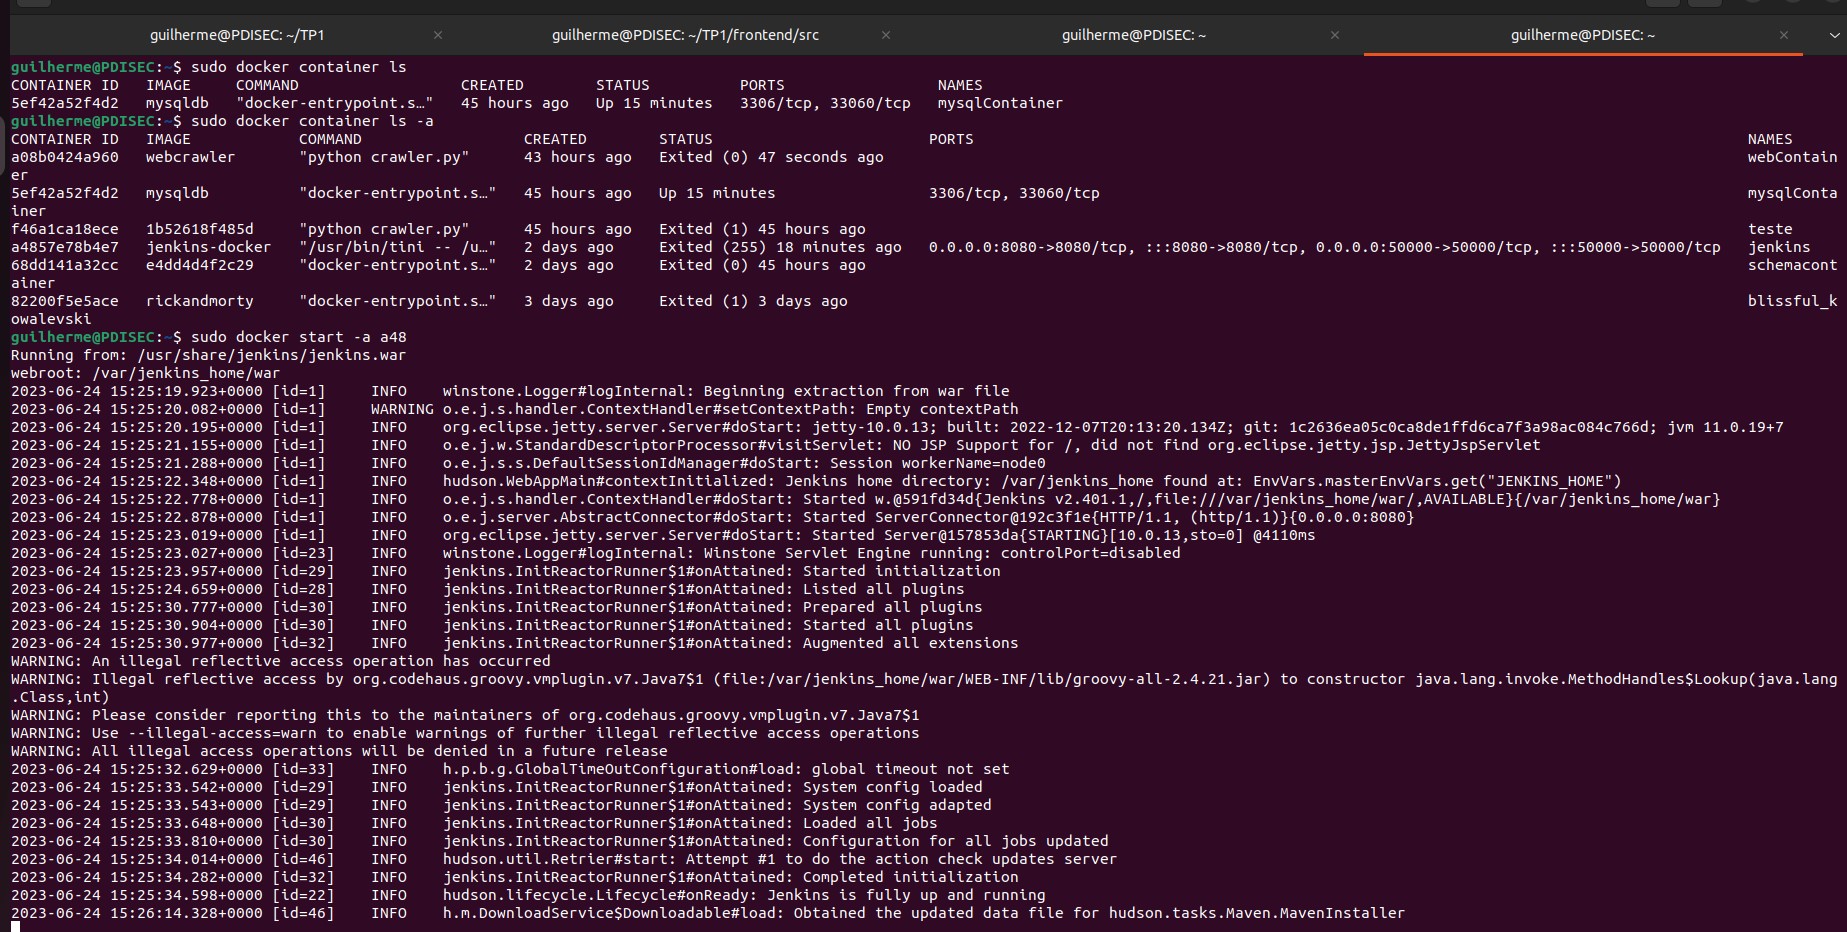 guilherme@PDISEC: ~/TP1
guilherme@PDISEC: ~/TP1/frontend/src
guilherme@PDISEC: ~
guilherme@PDISEC: ~
guilherme@PDISEC:~$ sudo docker container ls
CONTAINER ID   IMAGE     COMMAND                  CREATED        STATUS          PORTS                 NAMES
5ef42a52f4d2   mysqldb   "docker-entrypoint.s…"   45 hours ago   Up 15 minutes   3306/tcp, 33060/tcp   mysqlContainer
guilherme@PDISEC:~$ sudo docker container ls -a
CONTAINER ID   IMAGE            COMMAND                  CREATED        STATUS                        PORTS                                                                                      NAMES
a08b0424a960   webcrawler       "python crawler.py"      43 hours ago   Exited (0) 47 seconds ago                                                                                                webContain
er
5ef42a52f4d2   mysqldb          "docker-entrypoint.s…"   45 hours ago   Up 15 minutes                 3306/tcp, 33060/tcp                                                                        mysqlConta
iner
f46a1ca18ece   1b52618f485d     "python crawler.py"      45 hours ago   Exited (1) 45 hours ago                                                                                                  teste
a4857e78b4e7   jenkins-docker   "/usr/bin/tini -- /u…"   2 days ago     Exited (255) 18 minutes ago   0.0.0.0:8080->8080/tcp, :::8080->8080/tcp, 0.0.0.0:50000->50000/tcp, :::50000->50000/tcp   jenkins
68dd141a32cc   e4dd4d4f2c29     "docker-entrypoint.s…"   2 days ago     Exited (0) 45 hours ago                                                                                                  schemacont
ainer
82200f5e5ace   rickandmorty     "docker-entrypoint.s…"   3 days ago     Exited (1) 3 days ago                                                                                                    blissful_k
owalevski
guilherme@PDISEC:~$ sudo docker start -a a48
Running from: /usr/share/jenkins/jenkins.war
webroot: /var/jenkins_home/war
2023-06-24 15:25:19.923+0000 [id=1]	INFO	winstone.Logger#logInternal: Beginning extraction from war file
2023-06-24 15:25:20.082+0000 [id=1]	WARNING	o.e.j.s.handler.ContextHandler#setContextPath: Empty contextPath
2023-06-24 15:25:20.195+0000 [id=1]	INFO	org.eclipse.jetty.server.Server#doStart: jetty-10.0.13; built: 2022-12-07T20:13:20.134Z; git: 1c2636ea05c0ca8de1ffd6ca7f3a98ac084c766d; jvm 11.0.19+7
2023-06-24 15:25:21.155+0000 [id=1]	INFO	o.e.j.w.StandardDescriptorProcessor#visitServlet: NO JSP Support for /, did not find org.eclipse.jetty.jsp.JettyJspServlet
2023-06-24 15:25:21.288+0000 [id=1]	INFO	o.e.j.s.s.DefaultSessionIdManager#doStart: Session workerName=node0
2023-06-24 15:25:22.348+0000 [id=1]	INFO	hudson.WebAppMain#contextInitialized: Jenkins home directory: /var/jenkins_home found at: EnvVars.masterEnvVars.get("JENKINS_HOME")
2023-06-24 15:25:22.778+0000 [id=1]	INFO	o.e.j.s.handler.ContextHandler#doStart: Started w.@591fd34d{Jenkins v2.401.1,/,file:///var/jenkins_home/war/,AVAILABLE}{/var/jenkins_home/war}
2023-06-24 15:25:22.878+0000 [id=1]	INFO	o.e.j.server.AbstractConnector#doStart: Started ServerConnector@192c3f1e{HTTP/1.1, (http/1.1)}{0.0.0.0:8080}
2023-06-24 15:25:23.019+0000 [id=1]	INFO	org.eclipse.jetty.server.Server#doStart: Started Server@157853da{STARTING}[10.0.13,sto=0] @4110ms
2023-06-24 15:25:23.027+0000 [id=23]	INFO	winstone.Logger#logInternal: Winstone Servlet Engine running: controlPort=disabled
2023-06-24 15:25:23.957+0000 [id=29]	INFO	jenkins.InitReactorRunner$1#onAttained: Started initialization
2023-06-24 15:25:24.659+0000 [id=28]	INFO	jenkins.InitReactorRunner$1#onAttained: Listed all plugins
2023-06-24 15:25:30.777+0000 [id=30]	INFO	jenkins.InitReactorRunner$1#onAttained: Prepared all plugins
2023-06-24 15:25:30.904+0000 [id=30]	INFO	jenkins.InitReactorRunner$1#onAttained: Started all plugins
2023-06-24 15:25:30.977+0000 [id=32]	INFO	jenkins.InitReactorRunner$1#onAttained: Augmented all extensions
WARNING: An illegal reflective access operation has occurred
WARNING: Illegal reflective access by org.codehaus.groovy.vmplugin.v7.Java7$1 (file:/var/jenkins_home/war/WEB-INF/lib/groovy-all-2.4.21.jar) to constructor java.lang.invoke.MethodHandles$Lookup(java.lang
.Class,int)
WARNING: Please consider reporting this to the maintainers of org.codehaus.groovy.vmplugin.v7.Java7$1
WARNING: Use --illegal-access=warn to enable warnings of further illegal reflective access operations
WARNING: All illegal access operations will be denied in a future release
2023-06-24 15:25:32.629+0000 [id=33]	INFO	h.p.b.g.GlobalTimeOutConfiguration#load: global timeout not set
2023-06-24 15:25:33.542+0000 [id=29]	INFO	jenkins.InitReactorRunner$1#onAttained: System config loaded
2023-06-24 15:25:33.543+0000 [id=29]	INFO	jenkins.InitReactorRunner$1#onAttained: System config adapted
2023-06-24 15:25:33.648+0000 [id=30]	INFO	jenkins.InitReactorRunner$1#onAttained: Loaded all jobs
2023-06-24 15:25:33.810+0000 [id=30]	INFO	jenkins.InitReactorRunner$1#onAttained: Configuration for all jobs updated
2023-06-24 15:25:34.014+0000 [id=46]	INFO	hudson.util.Retrier#start: Attempt #1 to do the action check updates server
2023-06-24 15:25:34.282+0000 [id=32]	INFO	jenkins.InitReactorRunner$1#onAttained: Completed initialization
2023-06-24 15:25:34.598+0000 [id=22]	INFO	hudson.lifecycle.Lifecycle#onReady: Jenkins is fully up and running
2023-06-24 15:26:14.328+0000 [id=46]	INFO	h.m.DownloadService$Downloadable#load: Obtained the updated data file for hudson.tasks.Maven.MavenInstaller